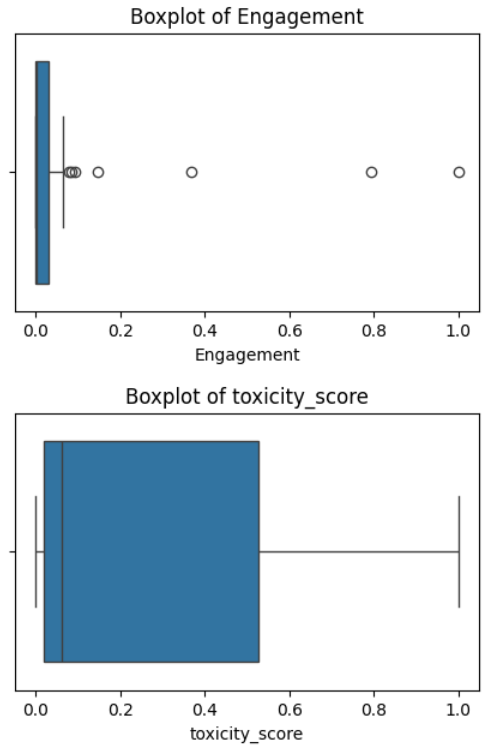 Boxplot of Engagement
0.0 0.2 0.4 0.6 0.8 1.0
Engagement
Boxplot of toxicity_score
0.0 0.2 0.4 0.6 0.8 1.0
toxicity_score